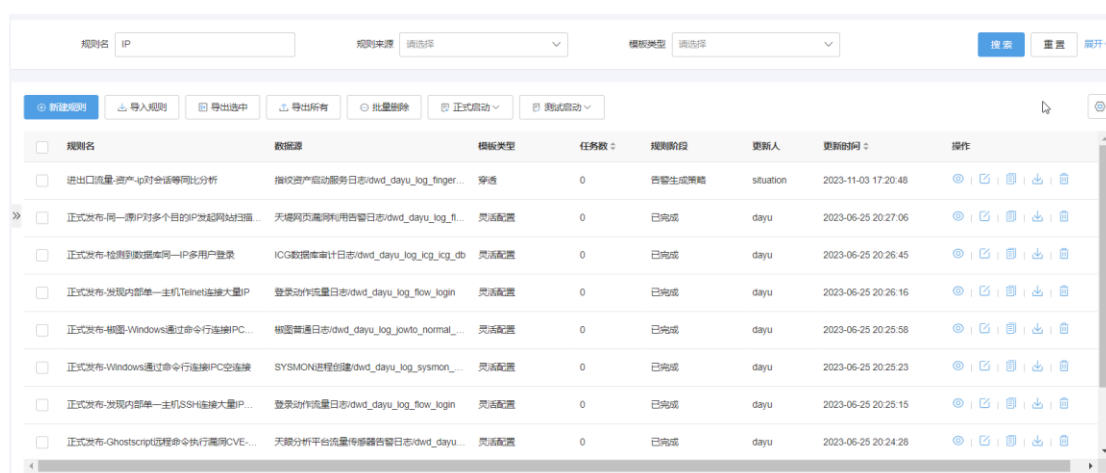 规则名 IP 规则来源 请选择 模板类型 请选择 搜索 重置 展开
新建规则 导入规则 导出选中 导出所有 批量删除 正式启动 测试启动
规则名 数据源 模板类型 任务数 规则阶段 更新人 更新时间 操作
进出口流量-资产-ip对会话等同比分析 指纹资产启动服务日志/dwd_dayu_log_finger... 穿透 0 告警生成策略 situation 2023-11-03 17:20:48
正式发布-同一源IP对多个目的IP发起网站扫描... 天堤网页漏洞利用告警日志/dwd_dayu_log_fl... 灵活配置 0 已完成 dayu 2023-06-25 20:27:06
正式发布-检测到数据库同一IP多用户登录 ICG数据库审计日志/dwd_dayu_log_icg_icg_db 灵活配置 0 已完成 dayu 2023-06-25 20:26:45
正式发布-发现内部单一主机Telnet连接大量IP 登录动作流量日志/dwd_dayu_log_flow_login 灵活配置 0 已完成 dayu 2023-06-25 20:26:16
正式发布-椒图-Windows通过命令行连接IPC... 椒图普通日志/dwd_dayu_log_jowto_normal_... 灵活配置 0 已完成 dayu 2023-06-25 20:25:58
正式发布-Windows通过命令行连接IPC空连接 SYSMON进程创建/dwd_dayu_log_sysmon_... 灵活配置 0 已完成 dayu 2023-06-25 20:25:23
正式发布-发现内部单一主机SSH连接大量IP... 登录动作流量日志/dwd_dayu_log_flow_login 灵活配置 0 已完成 dayu 2023-06-25 20:25:15
正式发布-Ghostscript远程命令执行漏洞CVE-... 天眼分析平台流量传感器告警日志/dwd_dayu... 灵活配置 0 已完成 dayu 2023-06-25 20:24:28